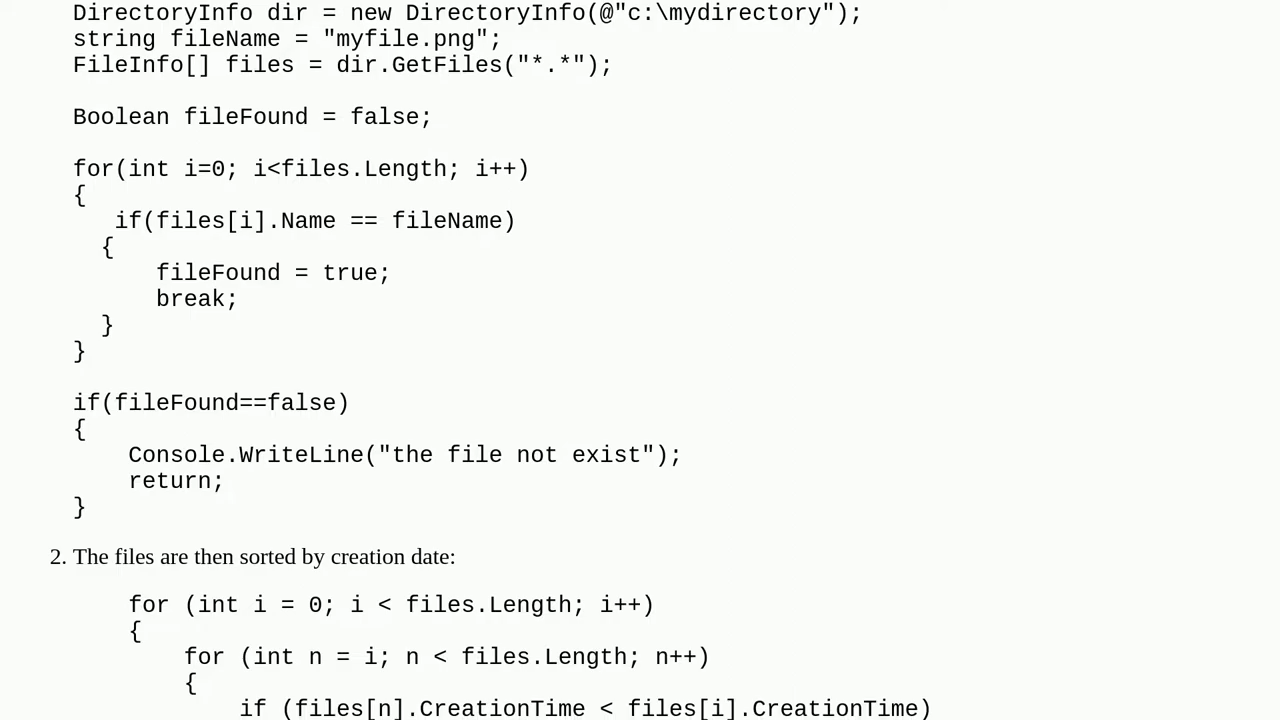 DirectoryInfo dir = new DirectoryInfo(@"c:\mydirectory");
string fileName = "myfile.png";
FileInfo[] files = dir.GetFiles("*.*");
Boolean fileFound = false;
for(int i=0; i<files.Length; i++)
{
if(files[i].Name == fileName)
{
fileFound = true;
break;
}
}
if(fileFound==false)
{
Console.WriteLine("the file not exist");
return;
}
2. The files are then sorted by creation date:
for (int i = 0; i < files.Length; i++)
{
for (int n = i; n < files.Length; n++)
{
if (files[n].CreationTime < files[i].CreationTime)